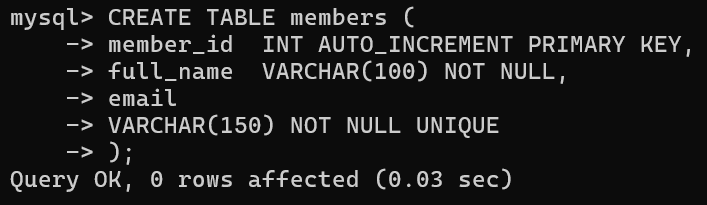 mysql> CREATE TABLE members (
    -> member_id  INT AUTO_INCREMENT PRIMARY KEY,
    -> full_name  VARCHAR(100) NOT NULL,
    -> email
    -> VARCHAR(150) NOT NULL UNIQUE
    -> );
Query OK, 0 rows affected (0.03 sec)